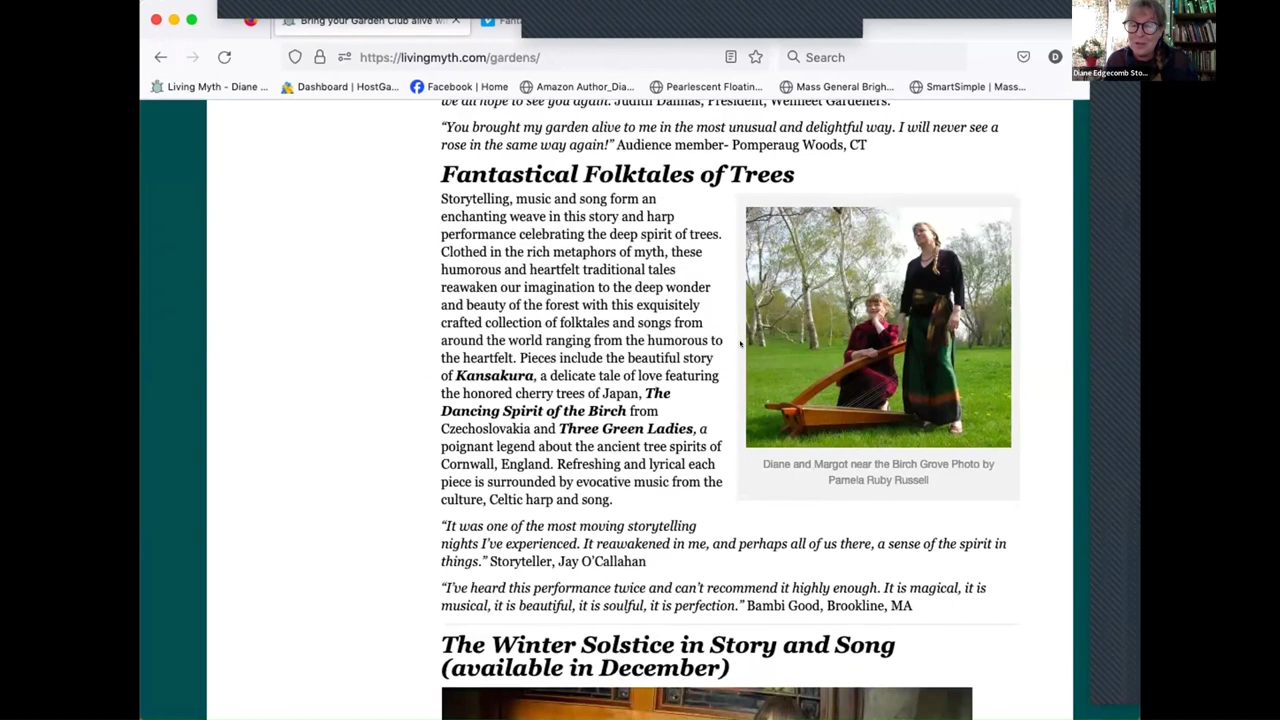 Bring your Garden Club alive wi
Fant
https://livingmyth.com/gardens/
Search
D
Living Myth - Diane ...
Dashboard | HostGa...
Facebook | Home
Amazon Author_Dia...
Pearlescent Floatin...
Mass General Brigh...
SmartSimple | Mass...
Diane Edgecomb Sto...
we all hope to see you again. Judith Dalmas, President, Wellfleet Gardeners.
“You brought my garden alive to me in the most unusual and delightful way. I will never see a
rose in the same way again!” Audience member- Pomperaug Woods, CT
Fantastical Folktales of Trees
Storytelling, music and song form an
enchanting weave in this story and harp
performance celebrating the deep spirit of trees.
Clothed in the rich metaphors of myth, these
humorous and heartfelt traditional tales
reawaken our imagination to the deep wonder
and beauty of the forest with this exquisitely
crafted collection of folktales and songs from
around the world ranging from the humorous to
the heartfelt. Pieces include the beautiful story
of Kansakura, a delicate tale of love featuring
the honored cherry trees of Japan, The
Dancing Spirit of the Birch from
Czechoslovakia and Three Green Ladies, a
poignant legend about the ancient tree spirits of
Cornwall, England. Refreshing and lyrical each
piece is surrounded by evocative music from the
culture, Celtic harp and song.
Diane and Margot near the Birch Grove Photo by
Pamela Ruby Russell
“It was one of the most moving storytelling
nights I’ve experienced. It reawakened in me, and perhaps all of us there, a sense of the spirit in
things.” Storyteller, Jay O’Callahan
“I’ve heard this performance twice and can’t recommend it highly enough. It is magical, it is
musical, it is beautiful, it is soulful, it is perfection.” Bambi Good, Brookline, MA
The Winter Solstice in Story and Song
(available in December)